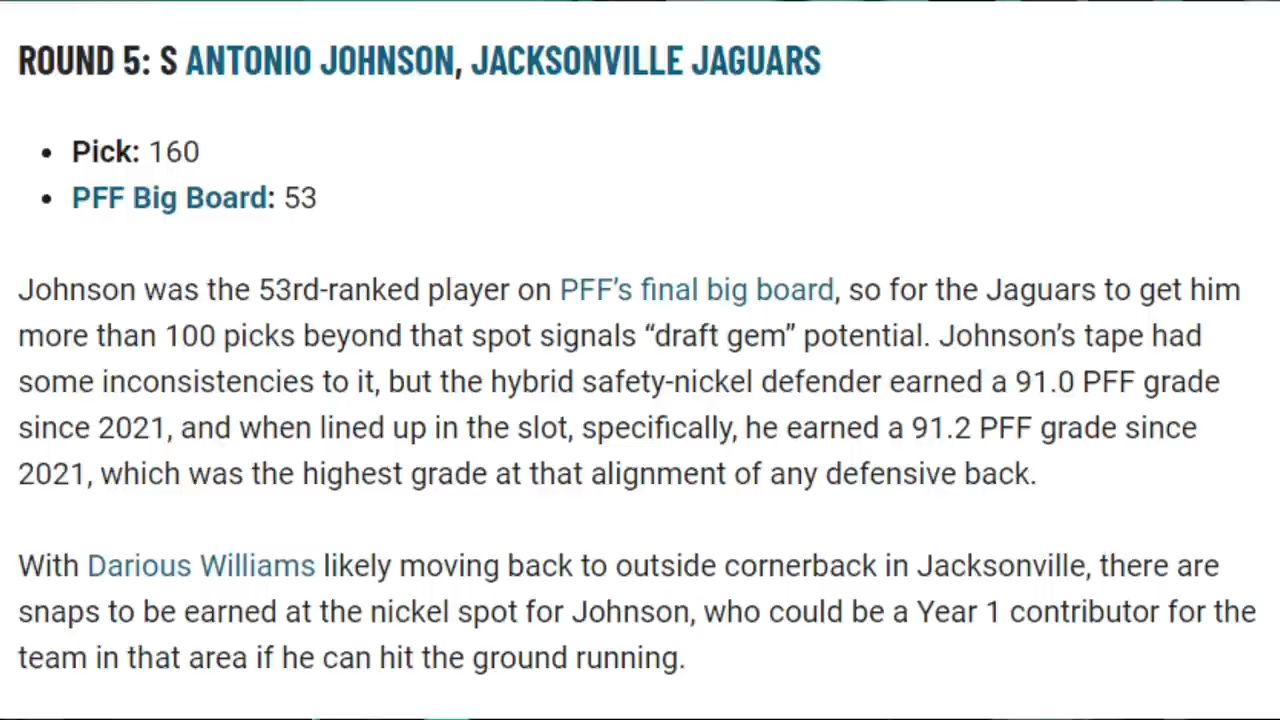 ROUND 5: S ANTONIO JOHNSON, JACKSONVILLE JAGUARS
• Pick: 160
• PFF Big Board: 53
Johnson was the 53rd-ranked player on PFF’s final big board, so for the Jaguars to get him
more than 100 picks beyond that spot signals “draft gem” potential. Johnson’s tape had
some inconsistencies to it, but the hybrid safety-nickel defender earned a 91.0 PFF grade
since 2021, and when lined up in the slot, specifically, he earned a 91.2 PFF grade since
2021, which was the highest grade at that alignment of any defensive back.
With Darious Williams likely moving back to outside cornerback in Jacksonville, there are
snaps to be earned at the nickel spot for Johnson, who could be a Year 1 contributor for the
team in that area if he can hit the ground running.